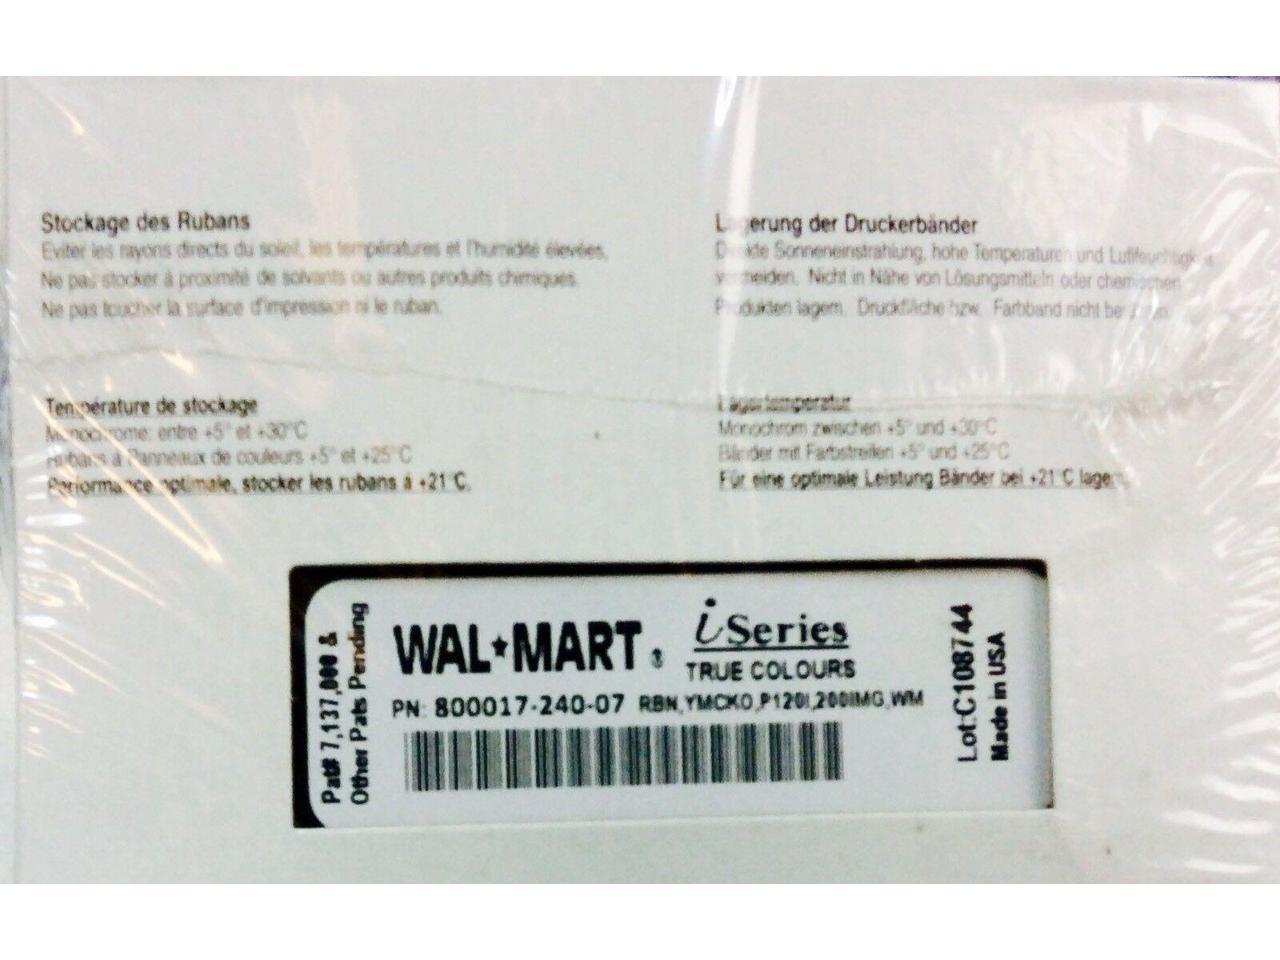 Stockage des Rubans
Eviter les rayons directs du soleil, les températures et l'humidité élevées,
Ne pas stocker à proximité de solvants ou autres produits chimiques.
Ne pas toucher la surface d'impression ni le ruban.
Température de stockage
Monochrome: entre +5° et +30°C
Rubans à Panneaux de couleurs +5° et +25°C
Performance optimale, stocker les rubans à +21°C.
Lagerung der Druckerbänder
Direkte Sonneneinstrahlung, hohe Temperaturen und Luftfeuchtigkeit
vermeiden. Nicht in Nähe von Lösungsmitteln oder chemischen
Produkten lagern. Druckfläche bzw. Farbband nicht berühren.
Lagertemperatur
Monochrom zwischen +5° und +30°C
Bänder mit Farbstreifen +5° und +25°C
Für eine optimale Leistung Bänder bei +21°C lagern.
Pat# 7,137,000 &
Other Pats Pending
WAL★MART®
iSeries
TRUE COLOURS
PN: 800017-240-07 RBN,YMCKO,P120I,200IMG,WM
Lot:C108744
Made in USA